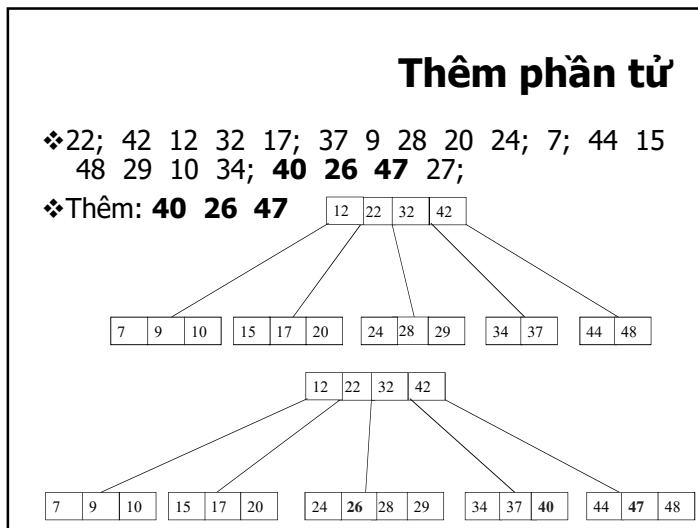 Thêm phần tử
❖22; 42 12 32 17; 37 9 28 20 24; 7; 44 15
48 29 10 34; 40 26 47 27;
❖Thêm: 40 26 47
12 22 32 42
7 9 10 15 17 20 24 28 29 34 37 44 48
12 22 32 42
7 9 10 15 17 20 24 26 28 29 34 37 40 44 47 48